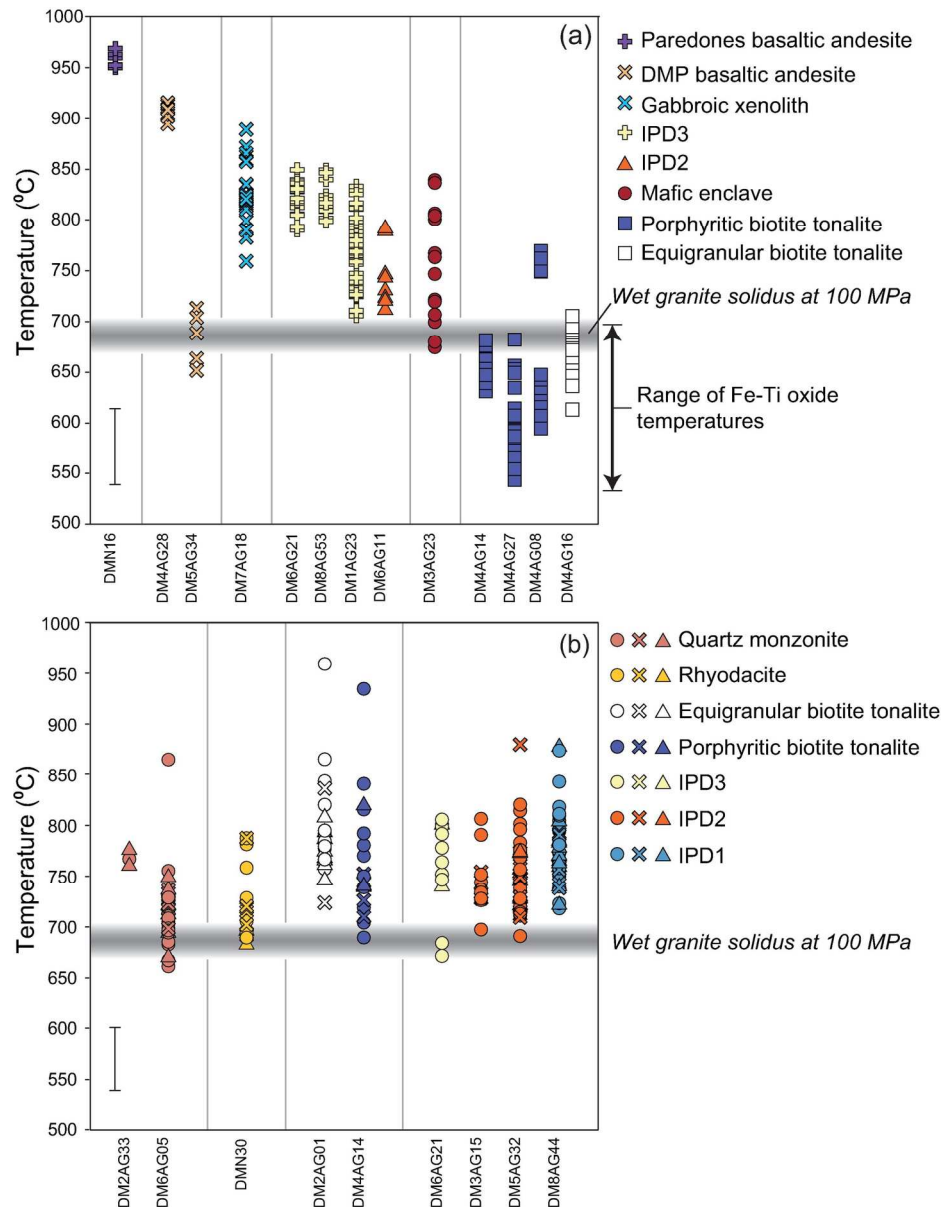 (a)
1000
950
900
850
800
750
700
650
600
550
500
Temperature (⁰C)
Paredones basaltic andesite
DMP basaltic andesite
Gabbroic xenolith
IPD3
IPD2
Mafic enclave
Porphyritic biotite tonalite
Equigranular biotite tonalite
Wet granite solidus at 100 MPa
Range of Fe-Ti oxide
temperatures
DMN16
DM4AG28
DM5AG34
DM7AG18
DM6AG21
DM8AG53
DM1AG23
DM6AG11
DM3AG23
DM4AG14
DM4AG27
DM4AG08
DM4AG16
(b)
1000
950
900
850
800
750
700
650
600
550
500
Temperature (⁰C)
Quartz monzonite
Rhyodacite
Equigranular biotite tonalite
Porphyritic biotite tonalite
IPD3
IPD2
IPD1
Wet granite solidus at 100 MPa
DM2AG33
DM6AG05
DMN30
DM2AG01
DM4AG14
DM6AG21
DM3AG15
DM5AG32
DM8AG44